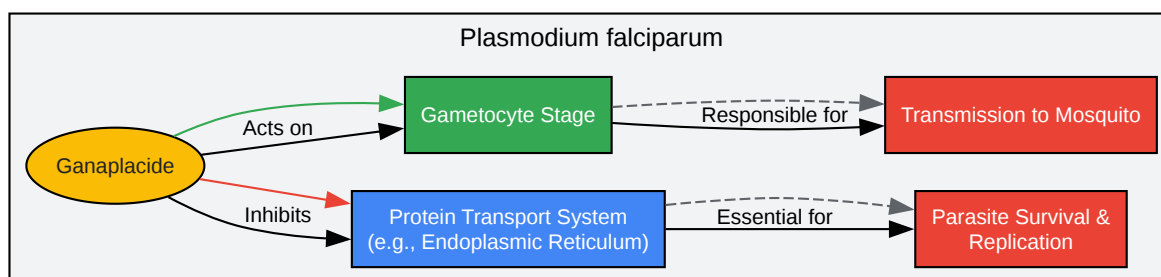 Plasmodium falciparum
Ganaplacide
Acts on
Gametocyte Stage
Responsible for
Transmission to Mosquito
Inhibits
Protein Transport System
(e.g., Endoplasmic Reticulum)
Essential for
Parasite Survival &
Replication